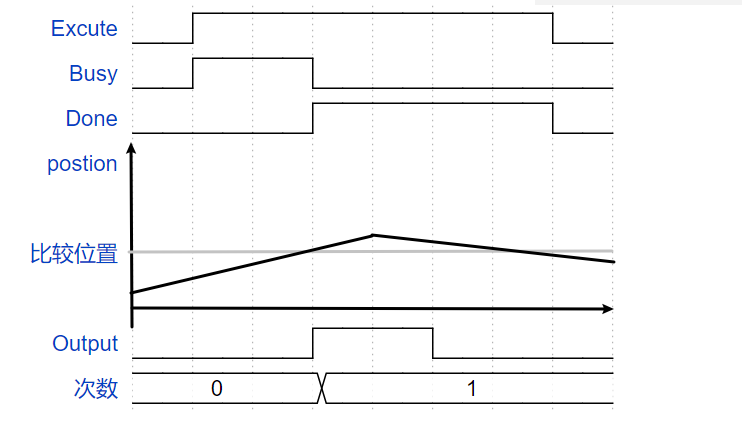 Excute
Busy
Done
postion
比较位置
Output
次数 0 1